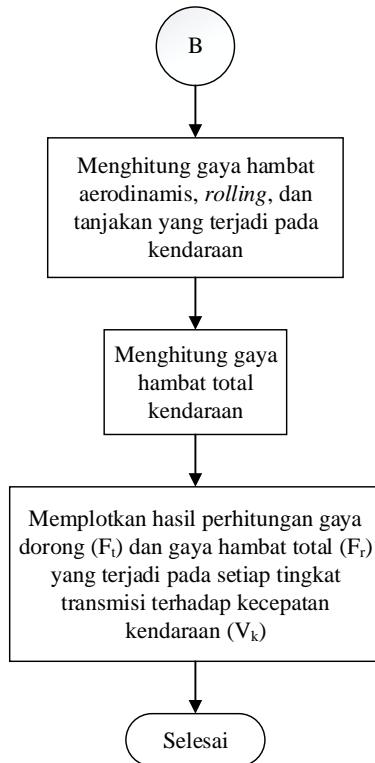 B
Menghitung gaya hambat
aerodinamis, rolling, dan
tanjakan yang terjadi pada
kendaraan
Menghitung gaya
hambat total
kendaraan
Memplotkan hasil perhitungan gaya
dorong (Ft) dan gaya hambat total (Fr)
yang terjadi pada setiap tingkat
transmisi terhadap kecepatan
kendaraan (Vk)
Selesai